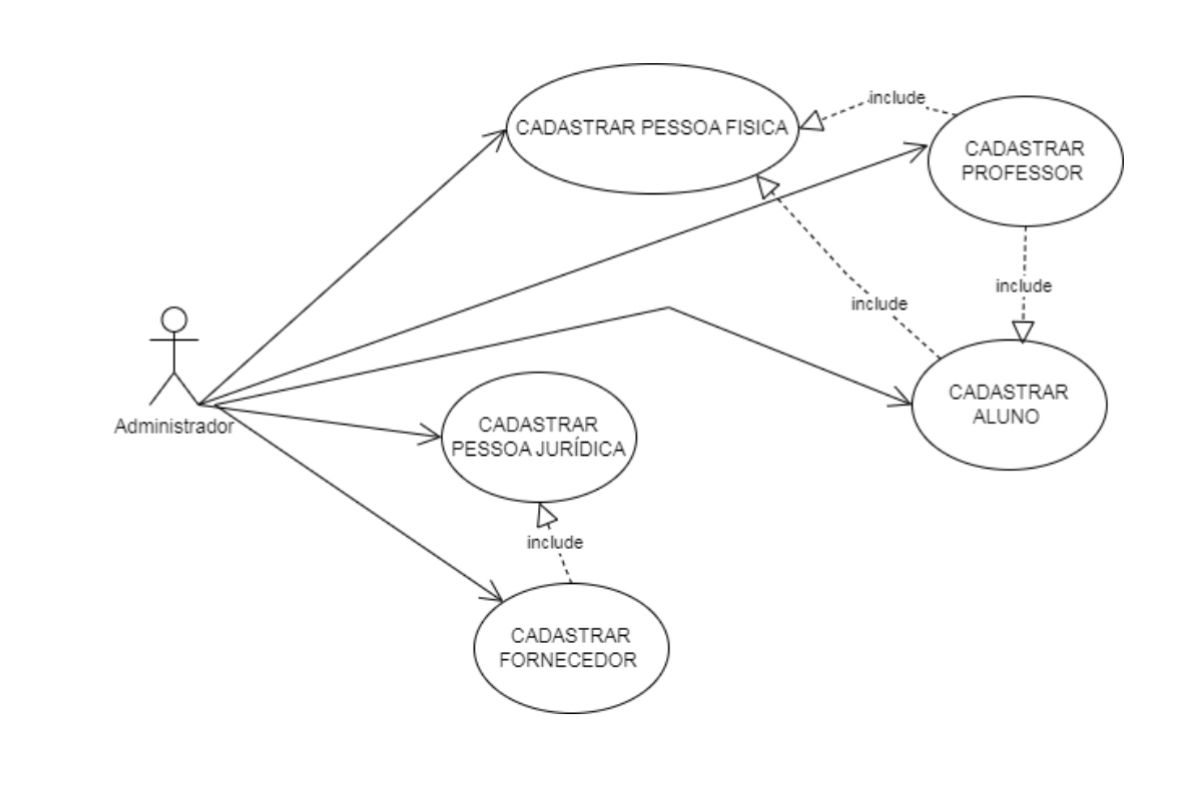 include
CADASTRAR PESSOA FISICA
CADASTRAR
PROFESSOR
include
include
CADASTRAR
ALUNO
Administrador
CADASTRAR
PESSOA JURÍDICA
include
CADASTRAR
FORNECEDOR